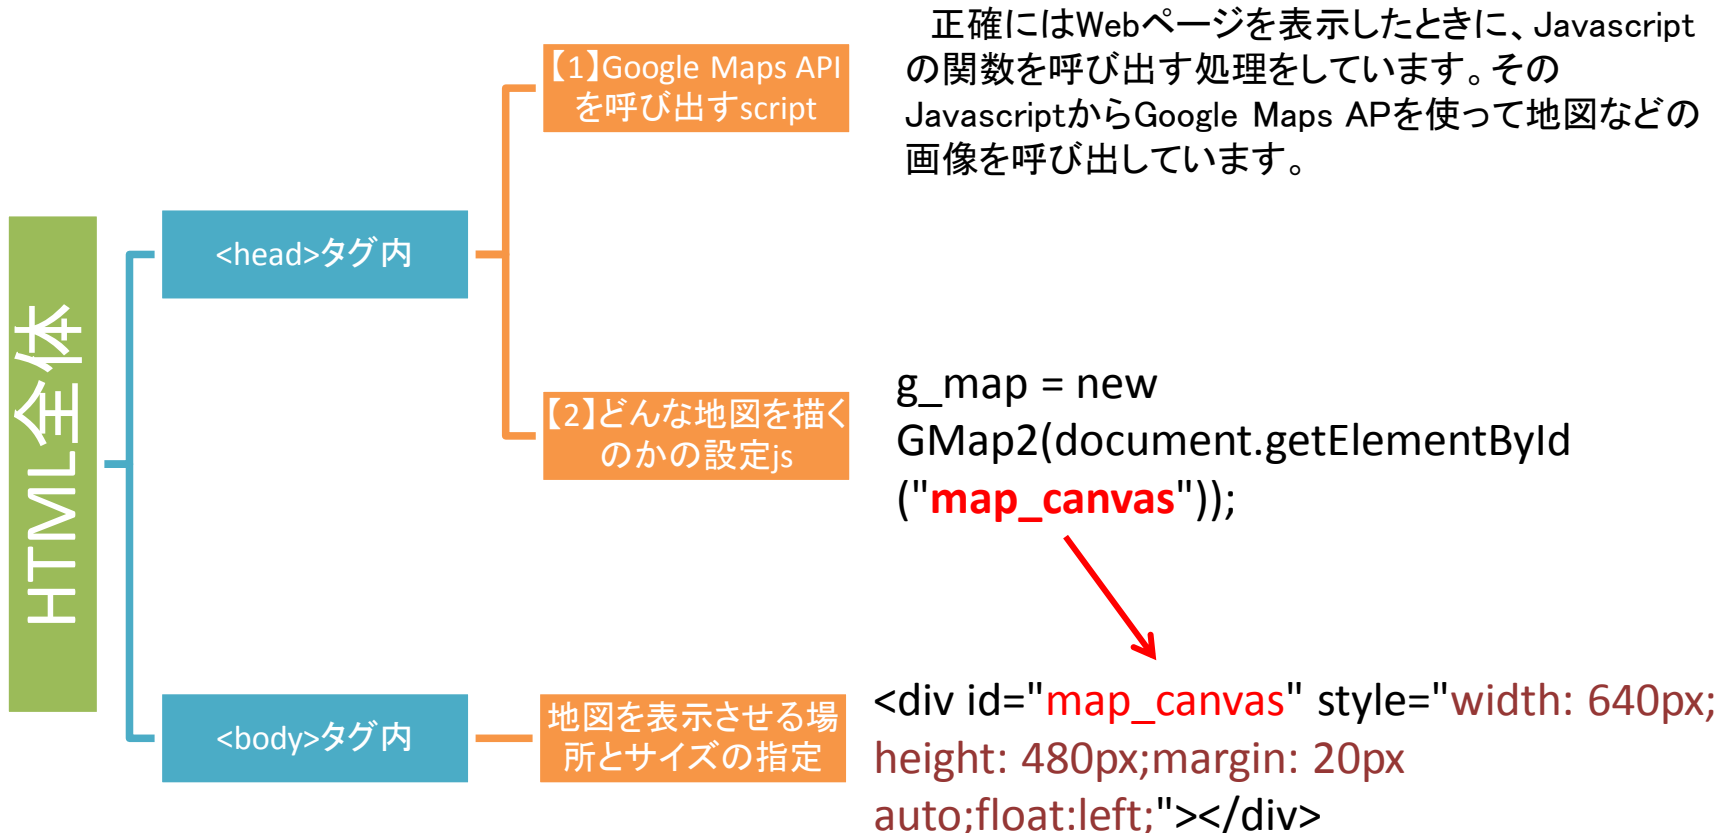 HTML全体
<head>タグ内
【1】Google Maps API
を呼び出すscript
正確にはWebページを表示したときに、Javascript
の関数を呼び出す処理をしています。その
JavascriptからGoogle Maps APを使って地図などの
画像を呼び出しています。
【2】どんな地図を描く
のかの設定js
g_map = new
GMap2(document.getElementById
("map_canvas"));
<body>タグ内
地図を表示させる場
所とサイズの指定
<div id="map_canvas" style="width: 640px;
height: 480px;margin: 20px
auto;float:left;"></div>